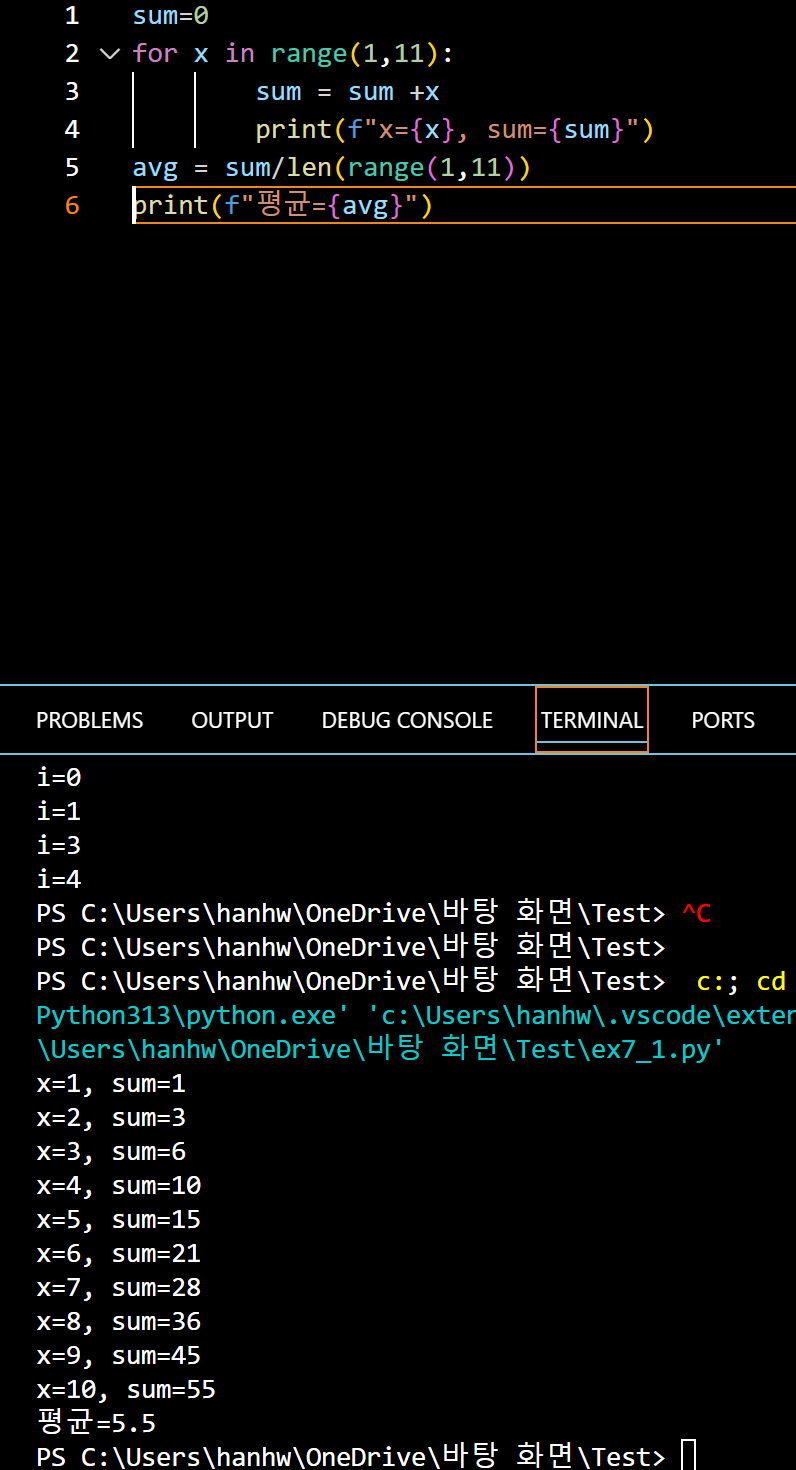 1 sum=0
2 for x in range(1,11):
3 sum = sum +x
4 print(f"x={x}, sum={sum}")
5 avg = sum/len(range(1,11))
6 print(f"평균={avg}")
PROBLEMS OUTPUT DEBUG CONSOLE TERMINAL PORTS
i=0
i=1
i=3
i=4
PS C:\Users\hanhw\OneDrive\바탕 화면\Test> ^C
PS C:\Users\hanhw\OneDrive\바탕 화면\Test>
PS C:\Users\hanhw\OneDrive\바탕 화면\Test>  c:; cd
Python313\python.exe' 'c:\Users\hanhw\.vscode\exten
\Users\hanhw\OneDrive\바탕 화면\Test\ex7_1.py'
x=1, sum=1
x=2, sum=3
x=3, sum=6
x=4, sum=10
x=5, sum=15
x=6, sum=21
x=7, sum=28
x=8, sum=36
x=9, sum=45
x=10, sum=55
평균=5.5
PS C:\Users\hanhw\OneDrive\바탕 화면\Test>